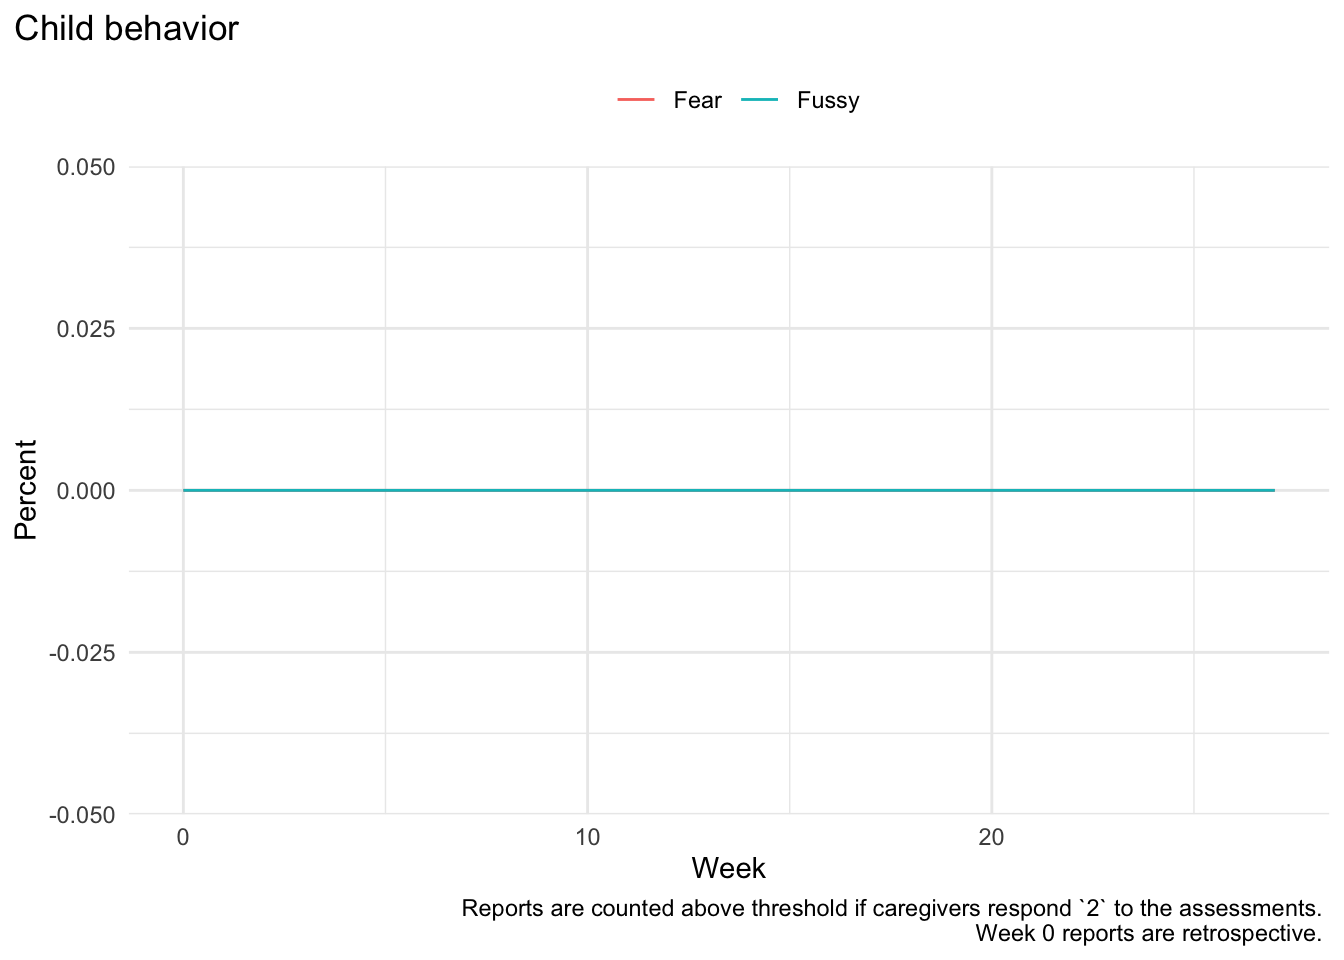 Child behavior
Fear Fussy
0.050
0.025
0.000
-0.025
-0.050
Percent
0 10 20
Week
Reports are counted above threshold if caregivers respond `2` to the assessments.
Week 0 reports are retrospective.